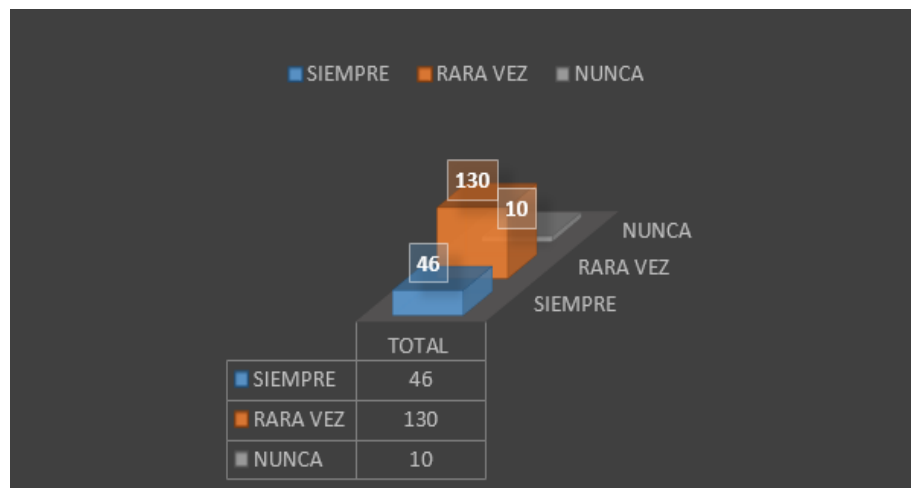 SIEMPRE RARA VEZ NUNCA
130
10
46
NUNCA
RARA VEZ
SIEMPRE
TOTAL
SIEMPRE 46
RARA VEZ 130
NUNCA 10